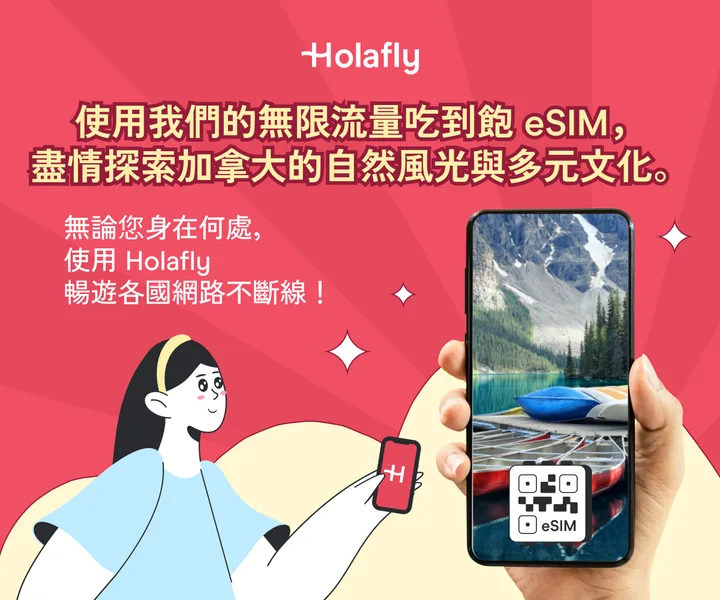 Holafly
使用我們的無限流量吃到飽 eSIM，
盡情探索加拿大的自然風光與多元文化。
無論您身在何處，
使用 Holafly
暢遊各國網路不斷線！
H
eSIM